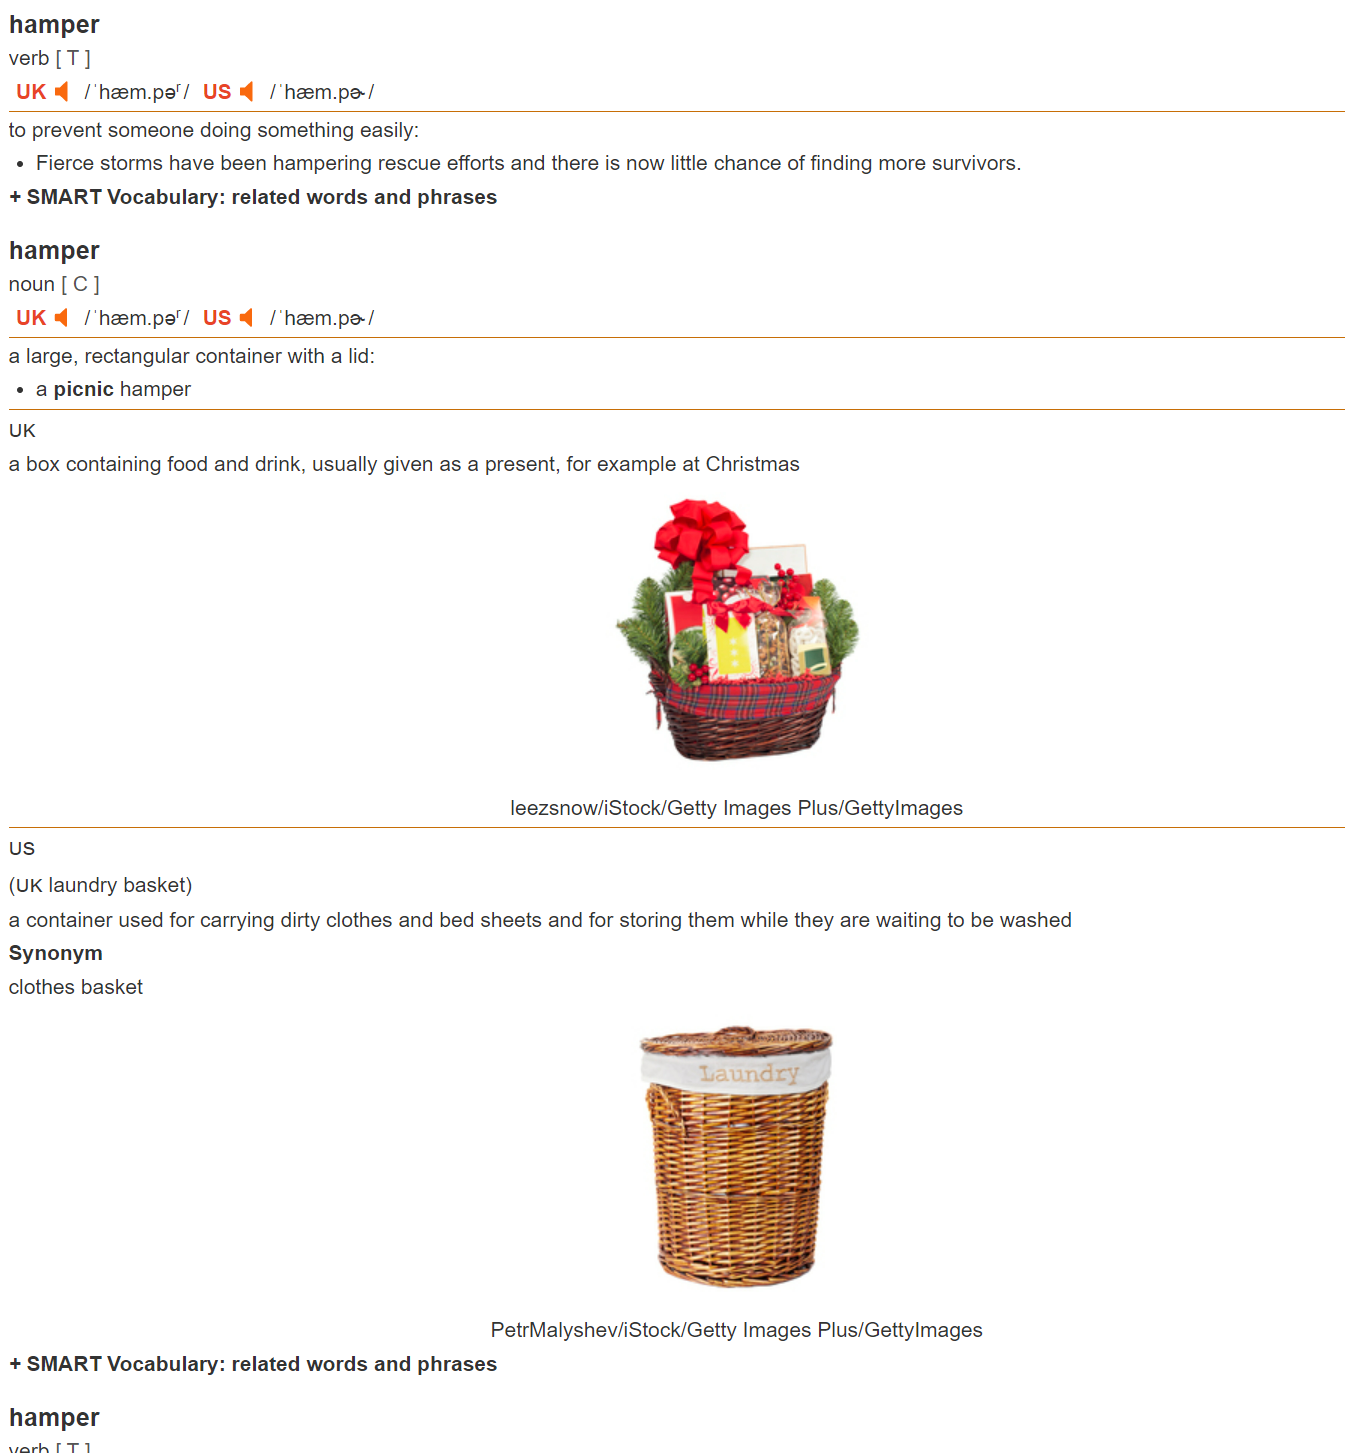 hamper
verb [ T ]
UK /ˈhæm.pəʳ/ US /ˈhæm.pɚ/
to prevent someone doing something easily:
• Fierce storms have been hampering rescue efforts and there is now little chance of finding more survivors.
+ SMART Vocabulary: related words and phrases
hamper
noun [ C ]
UK /ˈhæm.pəʳ/ US /ˈhæm.pɚ/
a large, rectangular container with a lid:
• a picnic hamper
UK
a box containing food and drink, usually given as a present, for example at Christmas
leezsnow/iStock/Getty Images Plus/GettyImages
US
(UK laundry basket)
a container used for carrying dirty clothes and bed sheets and for storing them while they are waiting to be washed
Synonym
clothes basket
Laundry
PetrMalyshev/iStock/Getty Images Plus/GettyImages
+ SMART Vocabulary: related words and phrases
hamper
verb [ T ]